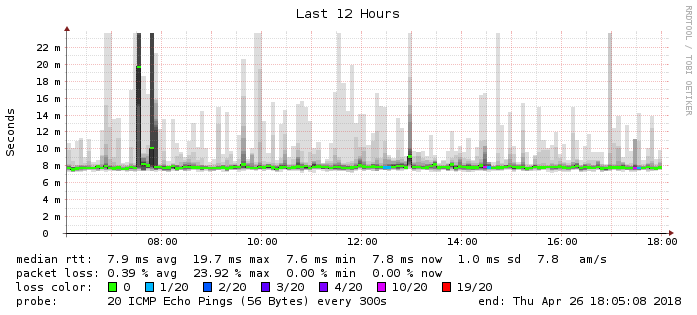 Last 12 Hours
RRDTOOL / TOBI OETIKER
Seconds
22 m
20 m
18 m
16 m
14 m
12 m
10 m
8 m
6 m
4 m
2 m
0
08:00 10:00 12:00 14:00 16:00 18:00
median rtt: 7.9 ms avg 19.7 ms max 7.6 ms min 7.8 ms now 1.0 ms sd 7.8 am/s
packet loss: 0.39 % avg 23.92 % max 0.00 % min 0.00 % now
loss color: 0 1/20 2/20 3/20 4/20 10/20 19/20
probe: 20 ICMP Echo Pings (56 Bytes) every 300s end: Thu Apr 26 18:05:08 2018